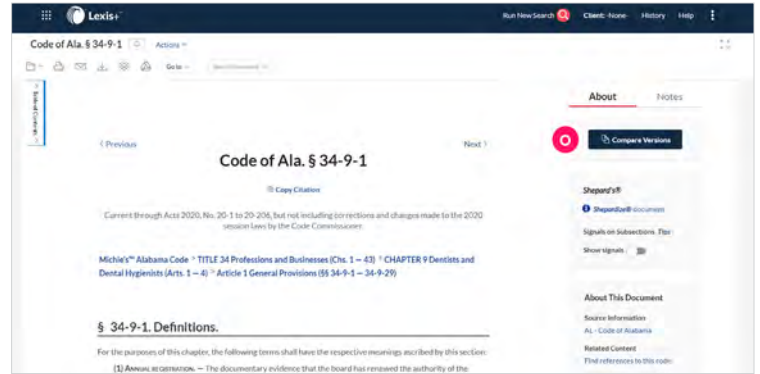 Lexis+
Run New Search
Client: -None-
History
Help
Code of Ala. § 34-9-1
Actions
Go to
Table of Contents
About
Notes
< Previous
Next >
O
Compare Versions
Code of Ala. § 34-9-1
Copy Citation
Current through Acts 2020, No. 20-1 to 20-206, but not including corrections and changes made to the 2020
session laws by the Code Commissioner.
Michie's™ Alabama Code > TITLE 34 Professions and Businesses (Chs. 1 — 43) > CHAPTER 9 Dentists and
Dental Hygienists (Arts. 1 — 4) > Article 1 General Provisions (§§ 34-9-1 — 34-9-29)
§ 34-9-1. Definitions.
For the purposes of this chapter, the following terms shall have the respective meanings ascribed by this section:
(1) ANNUAL REGISTRATION. — The documentary evidence that the board has renewed the authority of the
Shepard's®
Shepardize® document
Signals on Subsections Tips
Show signals
About This Document
Source Information
AL - Code of Alabama
Related Content
Find references to this code: